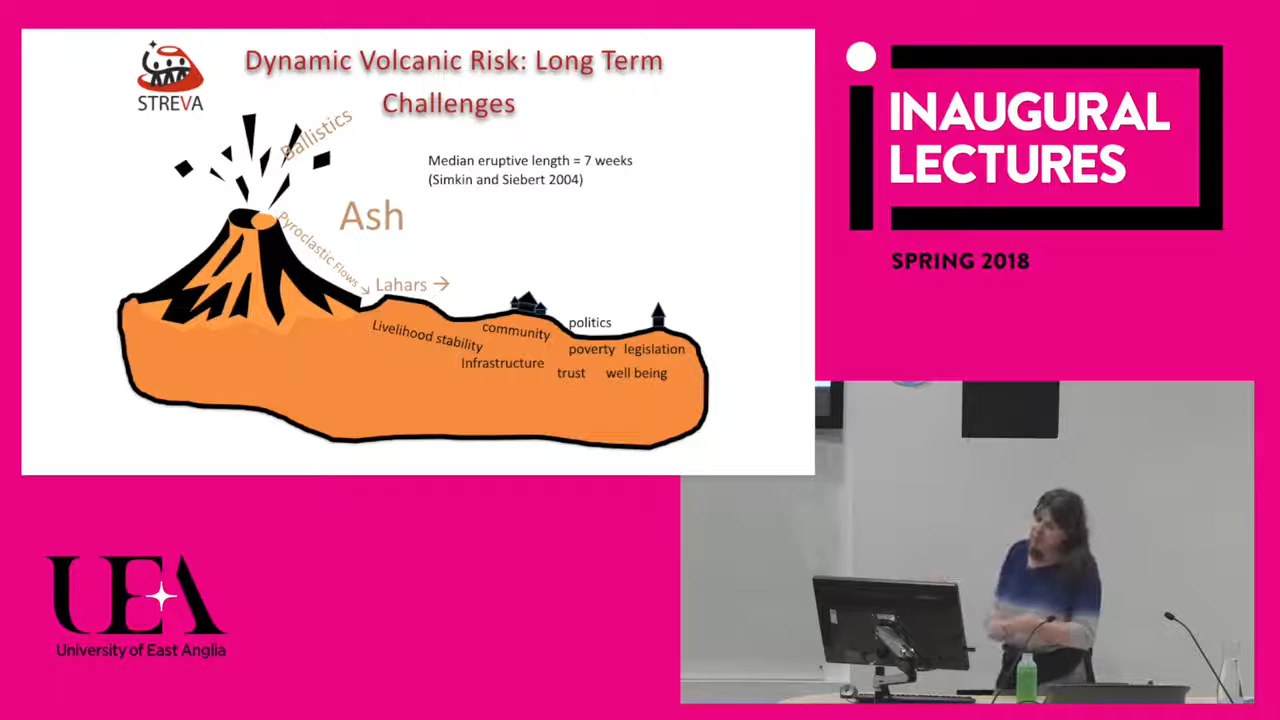 STREVA
Dynamic Volcanic Risk: Long Term
Challenges
Ballistics
Median eruptive length = 7 weeks
(Simkin and Siebert 2004)
Ash
Pyroclastic Flows →
Lahars →
Livelihood stability
community
politics
Infrastructure
poverty legislation
trust well being
INAUGURAL
LECTURES
SPRING 2018
UEA
University of East Anglia